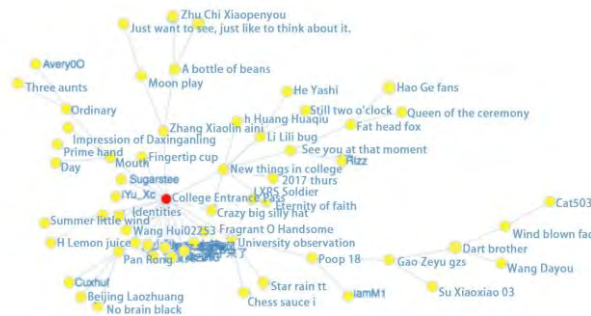 Zhu Chi Xiaopenyou
Just want to see, just like to think about it.
Avery0O
A bottle of beans
Moon play
Three aunts
He Yashi
Hao Ge fans
Ordinary
Still two o'clock
Queen of the ceremony
h Huang Huaqiu
Zhang Xiaolin aini
Fat head fox
Impression of Daxinganling
Li Lili bug
Prime hand
See you at that moment
Day
Mouth
Fingertip cup
Rizz
New things in college
Sugarstee
2017 thurs
iYu_Xc
College Entrance Pass
LXRS Soldier
Eternity of faith
Cat503
Identities
Crazy big silly hat
Summer little wind
Wang Hui02253
Fragrant O Handsome
Wind blown fac
H Lemon juice
University observation
Dart brother
Pan Rong
Poop 18
Gao Zeyu gzs
Wang Dayou
Cuxhuf
Star rain tt
Su Xiaoxiao 03
iamM1
Beijing Laozhuang
Chess sauce i
No brain black